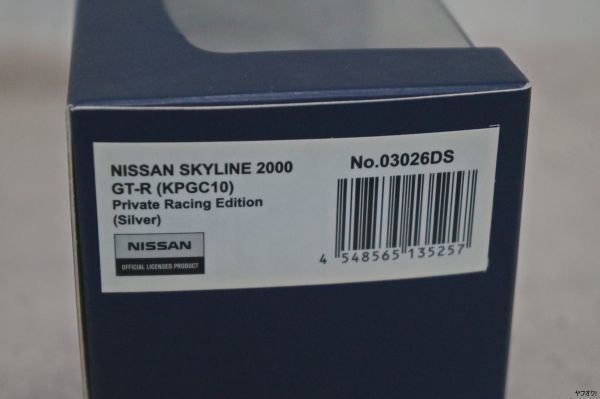 NISSAN SKYLINE 2000
GT-R (KPGC10)
Private Racing Edition
(Silver)
NISSAN
OFFICIAL LICENSED PRODUCT
No.03026DS
4 548565 135257
ヤフオク!